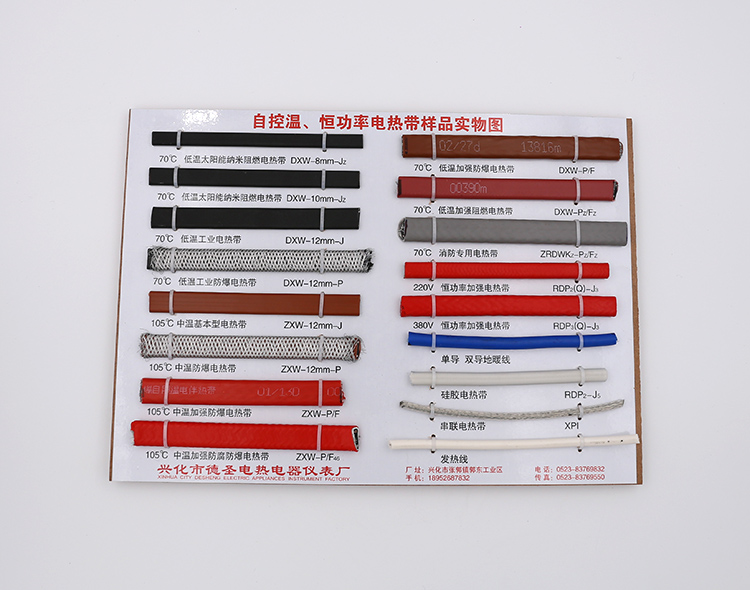 自控温、恒功率电热带样品实物图
70℃ 低温太阳能纳米阻燃电热带 DXW-8mm-JZ
70℃ 低温太阳能纳米阻燃电热带 DXW-10mm-JZ
70℃ 低温工业电热带 DXW-12mm-J
70℃ 低温工业防爆电热带 DXW-12mm-P
105℃ 中温基本型电热带 ZXW-12mm-J
105℃ 中温防爆电热带 ZXW-12mm-P
105℃ 中温加强防爆电热带 ZXW-P/F
105℃ 中温加强防腐防爆电热带 ZXW-P/F46
02/27d 13816m
70℃ 低温加强防爆电热带 DXW-P/F
00390m
70℃ 低温加强阻燃电热带 DXW-PZ/FZ
70℃ 消防专用电热带 ZRDWKZ-PZ/FZ
220V 恒功率加强电热带 RDP2(Q)-J3
380V 恒功率加强电热带 RDP3(Q)-J3
单导 双导地暖线
硅胶电热带 RDP2-J5
串联电热带 XPI
发热线
兴化市德圣电热电器仪表厂
XINHUA CITY DESHENG ELECTRIC APPLIANCES INSTRUMENT FACTORY
厂址：兴化市张郭镇郭东工业区 电话：0523-83769832
手机：18952687832 传真：0523-83769550